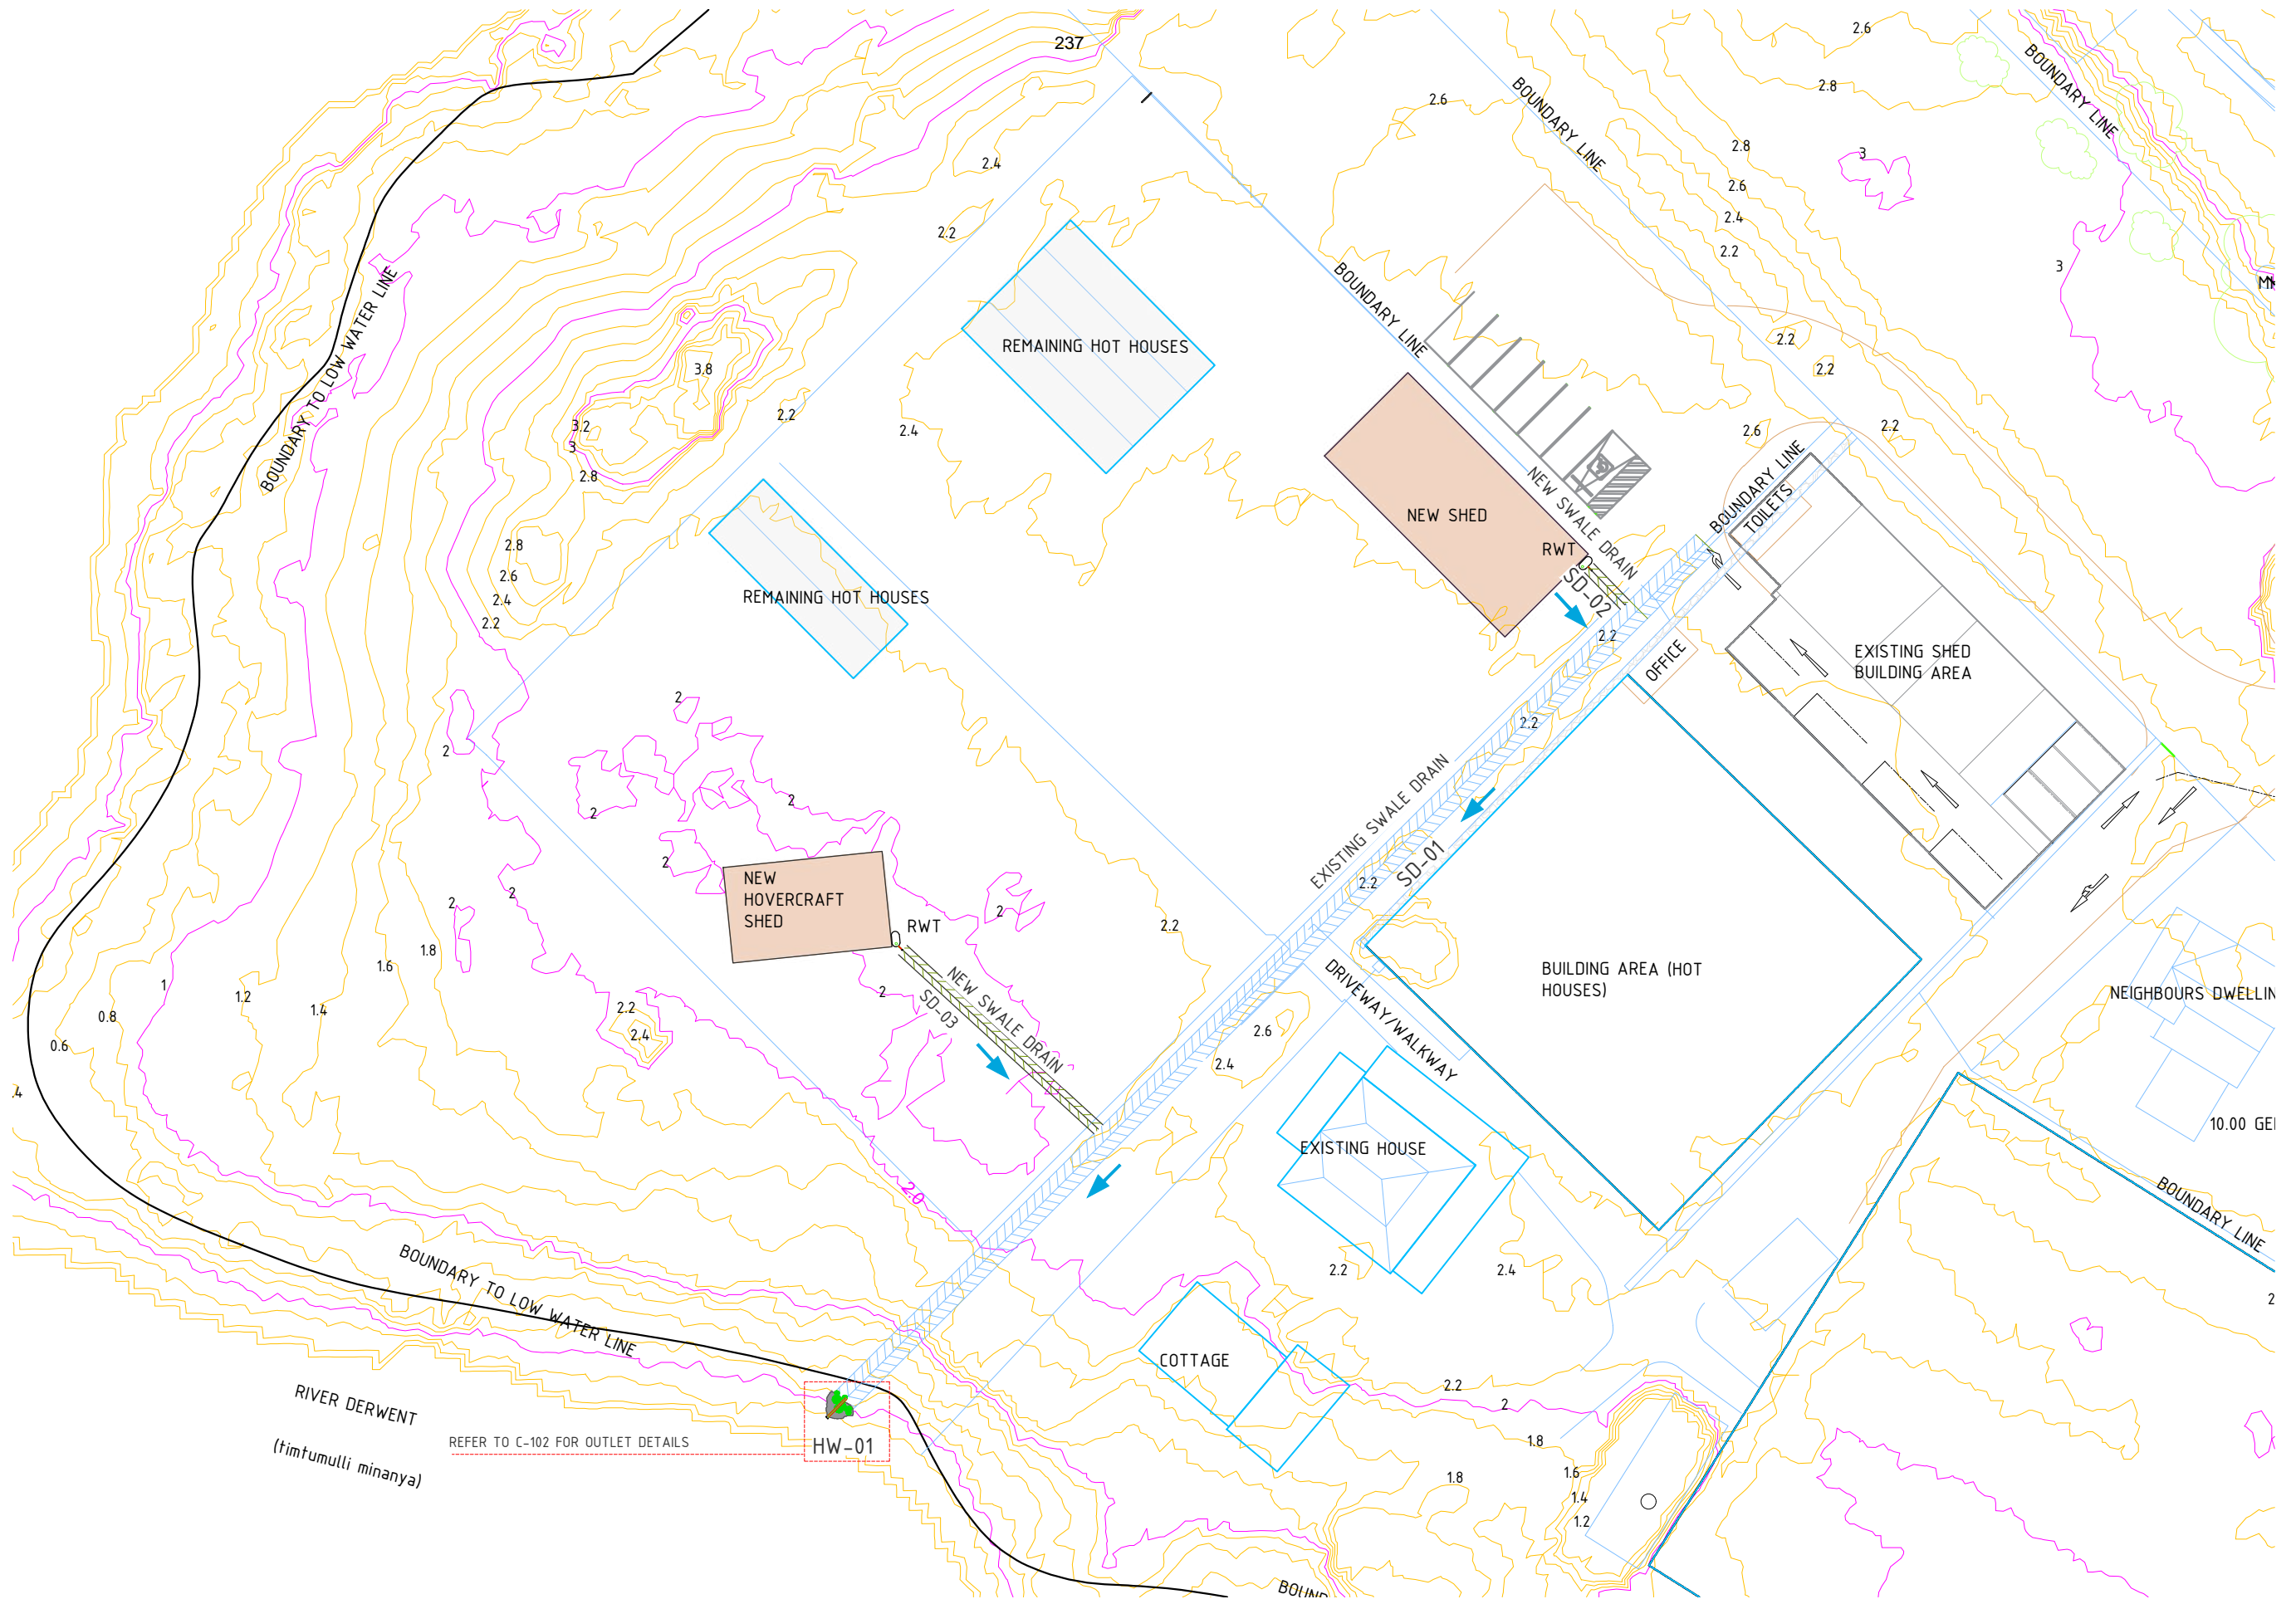 237
2.6
2.6
2.8
BOUNDARY LINE
BOUNDARY LINE
2.8
2.6
2.4
2.2
3
3
2.4
2.2
BOUNDARY TO LOW WATER LINE
REMAINING HOT HOUSES
BOUNDARY LINE
2.2
2.2
3.8
3.2
3
2.8
2.2
2.4
2.6
2.2
BOUNDARY LINE
TOILETS
NEW SHED
NEW SWALE DRAIN
RWT
SD-02
2.2
2.8
2.6
2.4
2.2
REMAINING HOT HOUSES
OFFICE
EXISTING SHED
BUILDING AREA
2
2
2.2
2
2
2
EXISTING SWALE DRAIN
SD-01
2.2
NEW
HOVERCRAFT
SHED
RWT
2
2
2
2.2
1.8
1.6
1.4
1.2
1
0.8
0.6
.4
2
NEW SWALE DRAIN
SD-03
2.2
2.4
2.6
2.4
DRIVEWAY/WALKWAY
BUILDING AREA (HOT
HOUSES)
NEIGHBOURS DWELLIN
10.00 GE
EXISTING HOUSE
2.0
BOUNDARY LINE
2.2
2.4
2
BOUNDARY TO LOW WATER LINE
COTTAGE
2.2
2
1.8
1.8
1.6
1.4
1.2
RIVER DERWENT
(timtumulli minanya)
REFER TO C-102 FOR OUTLET DETAILS
HW-01
BOUND